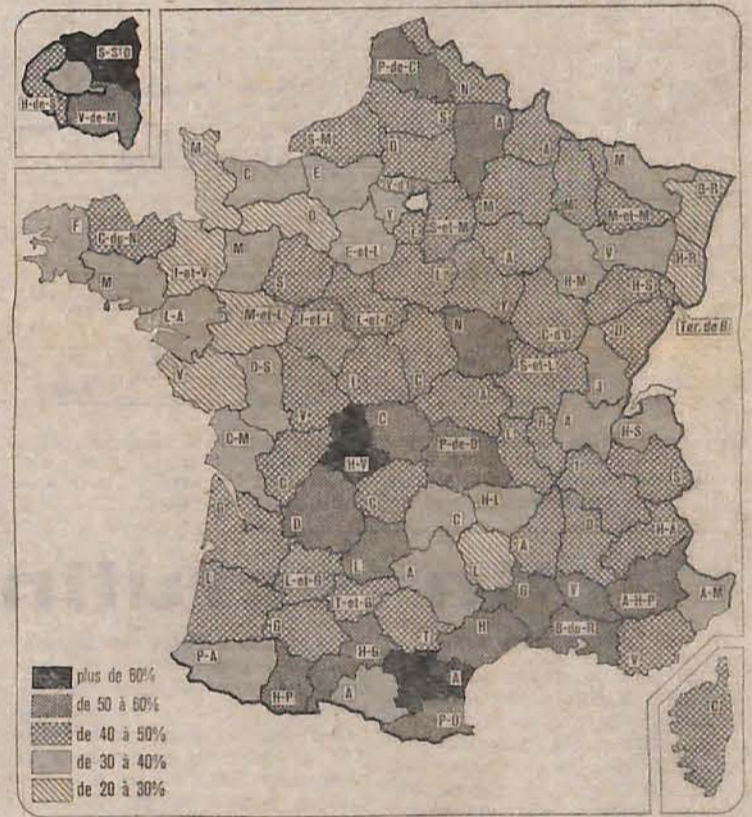 S-StD
H-de-S
V-de-M
P-de-C
N
S
A
S-M
O
A
M
C
E
V-d'O
M
B-R
Y
M
M
M-et-M
O
E
S-et-M
F
C-du-N
E-et-L
A
V
H-R
M
I-et-V
M
S
L
H-M
H-S
Y
L-A
M-et-L
I-et-L
L-et-C
N
C-d'O
D
Ter. de B
V
D-S
I
C
S-et-L
J
V
A
C
A
R
H-S
C-M
H-V
P-de-D
L
C
C
I
S
G
D
H-L
C
D
H-A
L
A
L
L
A
L-et-G
G
V
A-H-P
A-M
T-et-G
G
T
H
B-du-R
P-A
H-G
V
H-P
A
A
P-O
C
plus de 60%
de 50 à 60%
de 40 à 50%
de 30 à 40%
de 20 à 30%